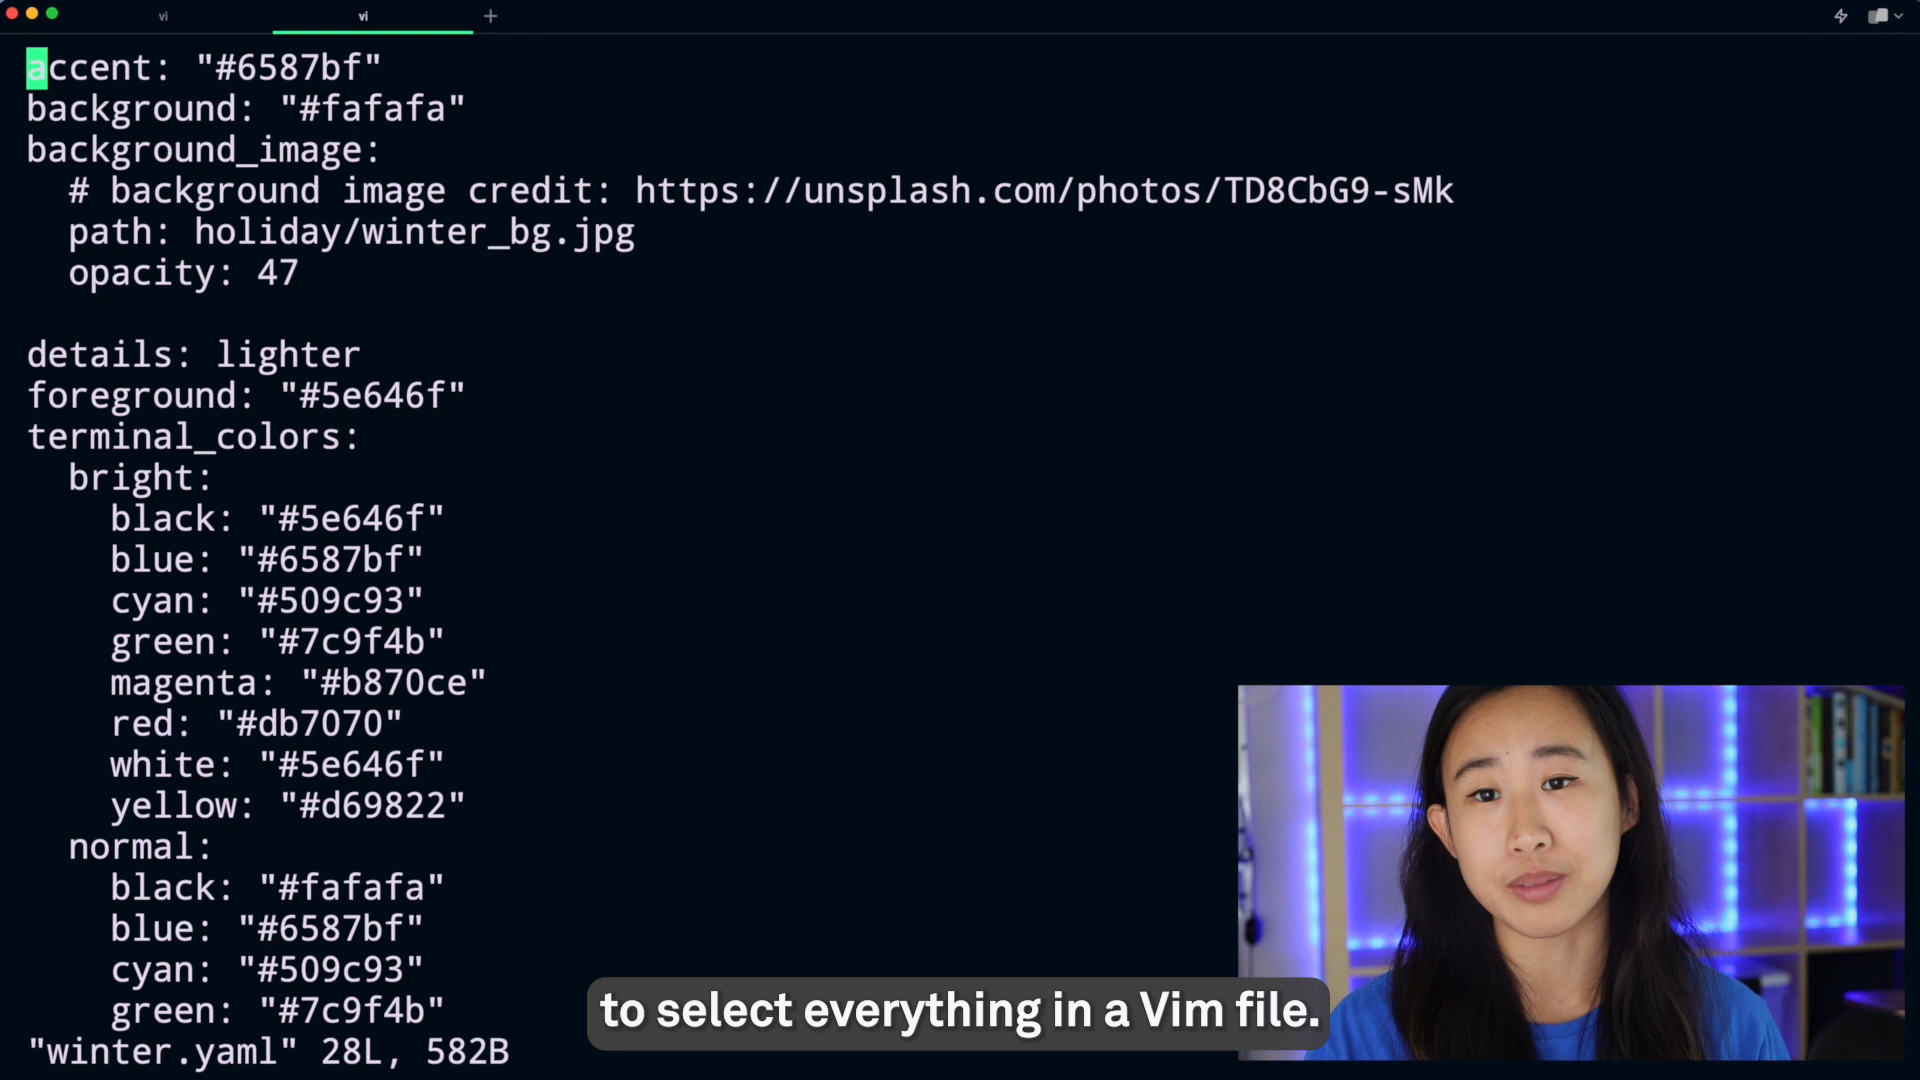 vi
vi
accent: "#6587bf"
background: "#fafafa"
background_image:
# background image credit: https://unsplash.com/photos/TD8CbG9-sMk
path: holiday/winter_bg.jpg
opacity: 47
details: lighter
foreground: "#5e646f"
terminal_colors:
bright:
black: "#5e646f"
blue: "#6587bf"
cyan: "#509c93"
green: "#7c9f4b"
magenta: "#b870ce"
red: "#db7070"
white: "#5e646f"
yellow: "#d69822"
normal:
black: "#fafafa"
blue: "#6587bf"
cyan: "#509c93"
green: "#7c9f4b"
"winter.yaml" 28L, 582B
to select everything in a Vim file.